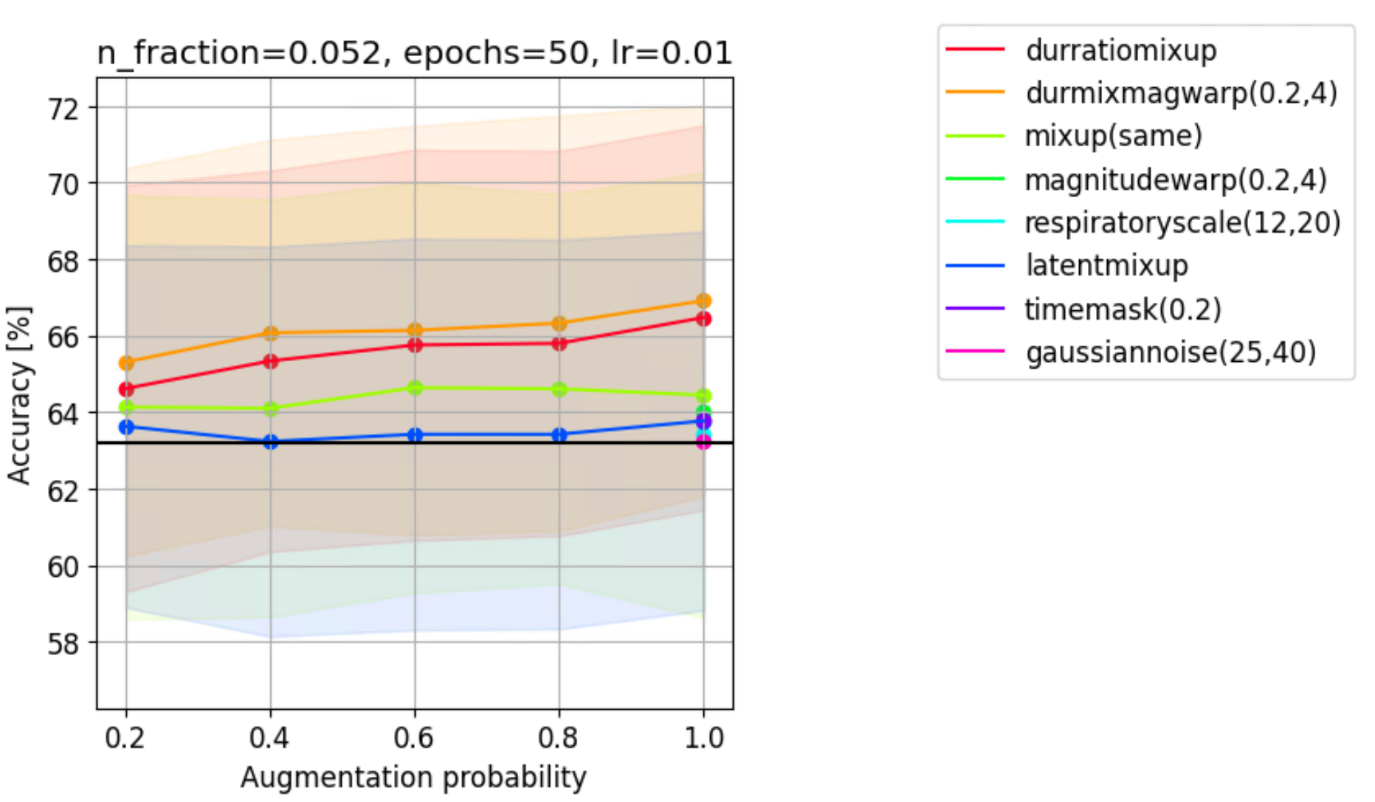 n_fraction=0.052, epochs=50, lr=0.01
72
70
68
66
64
62
60
58
Accuracy [%]
0.2 0.4 0.6 0.8 1.0
Augmentation probability
durratiomixup
durmixmagwarp(0.2,4)
mixup(same)
magnitudewarp(0.2,4)
respiratoryscale(12,20)
latentmixup
timemask(0.2)
gaussiannoise(25,40)